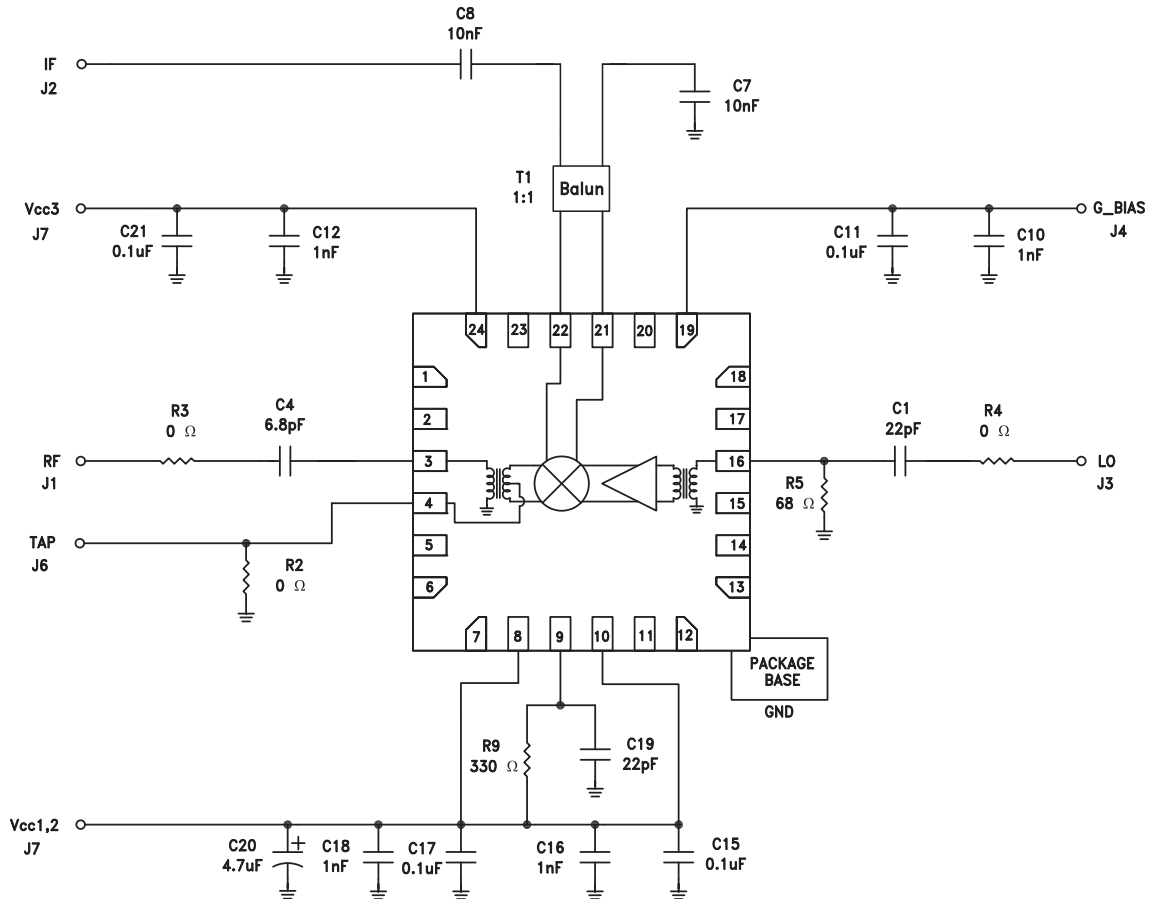 C8
10nF
IF
J2
C7
10nF
T1
1:1
Balun
Vcc3
J7
C21
0.1uF
C12
1nF
C11
0.1uF
C10
1nF
G_BIAS
J4
24
23
22
21
20
19
1
2
3
4
5
6
18
17
16
15
14
13
7
8
9
10
11
12
R3
0 Ω
C4
6.8pF
RF
J1
C1
22pF
R4
0 Ω
LO
J3
R5
68 Ω
TAP
J6
R2
0 Ω
PACKAGE
BASE
GND
R9
330 Ω
C19
22pF
Vcc1,2
J7
C20
4.7uF
+
C18
1nF
C17
0.1uF
C16
1nF
C15
0.1uF